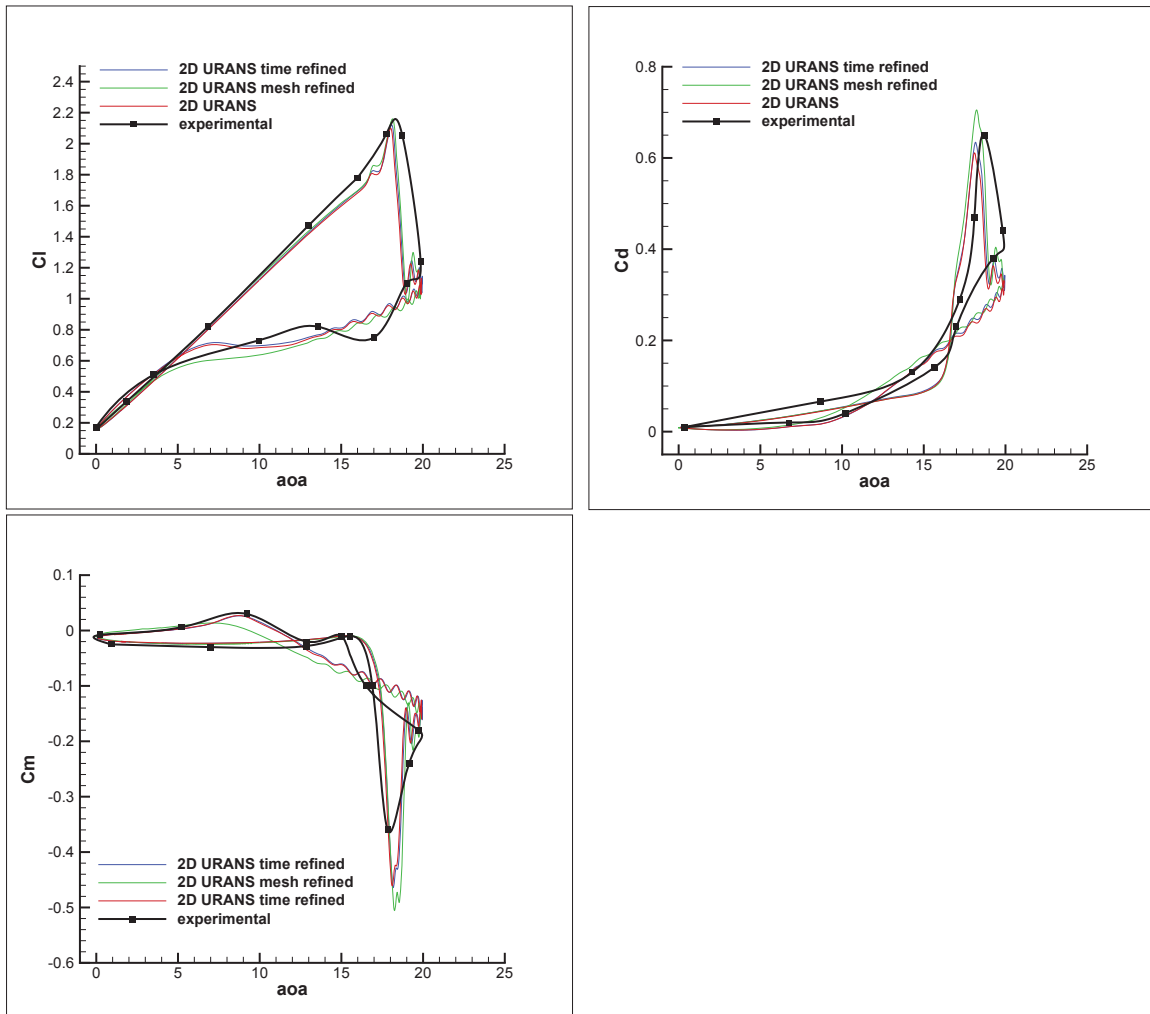 2D URANS time refined
2D URANS mesh refined
2D URANS
experimental
2.4
2.2
2
1.8
1.6
1.4
1.2
1
0.8
0.6
0.4
0.2
0
Cl
0 5 10 15 20 25
aoa
2D URANS time refined
2D URANS mesh refined
2D URANS
experimental
0.8
0.6
0.4
0.2
0
Cd
0 5 10 15 20 25
aoa
0.1
0
-0.1
-0.2
-0.3
-0.4
-0.5
-0.6
Cm
2D URANS time refined
2D URANS mesh refined
2D URANS time refined
experimental
0 5 10 15 20 25
aoa